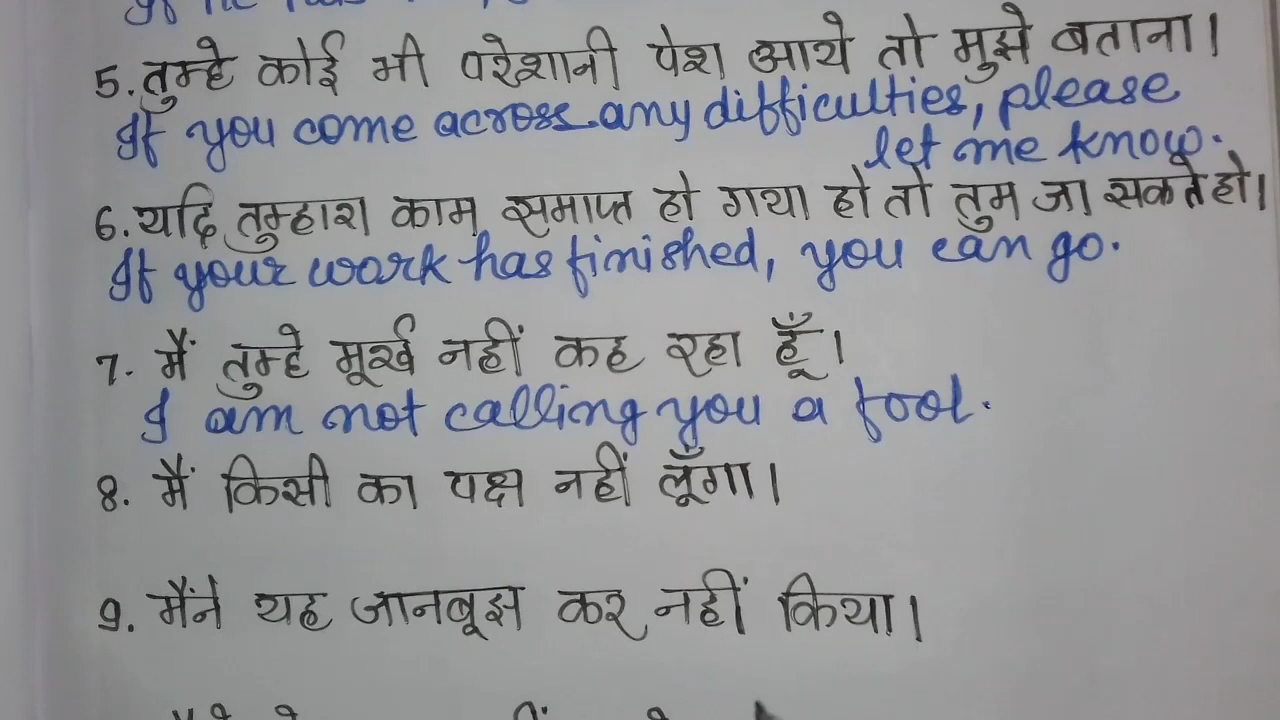 5. तुम्हे कोई भी परेशानी पेश आये तो मुझे बताना।
If you come across any difficulties, please
let me know.
6. यदि तुम्हारा काम समाप्त हो गया हो तो तुम जा सकते हो।
If your work has finished, you can go.
7. मैं तुम्हे मूर्ख नहीं कह रहा हूँ।
I am not calling you a fool.
8. मैं किसी का पक्ष नहीं लूँगा।
9. मैंने यह जानबूझ कर नहीं किया।